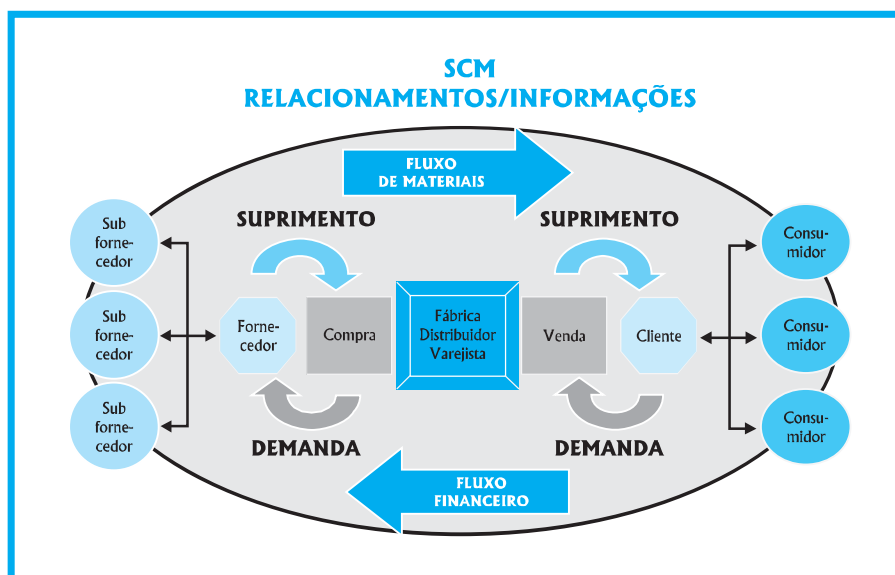 SCM
RELACIONAMENTOS/INFORMAÇÕES
FLUXO
DE MATERIAIS
SUPRIMENTO
SUPRIMENTO
Sub
forne-
cedor
Sub
forne-
cedor
Sub
forne-
cedor
Forne-
cedor
Compra
Fábrica
Distribuidor
Varejista
Venda
Cliente
Consu-
midor
Consu-
midor
Consu-
midor
DEMANDA
DEMANDA
FLUXO
FINANCEIRO